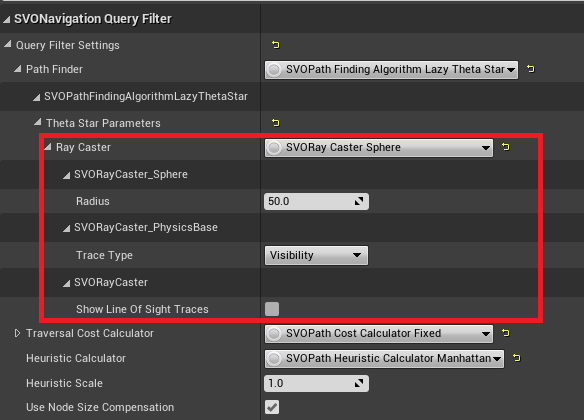 SVONavigation Query Filter
Query Filter Settings
Path Finder SVOPath Finding Algorithm Lazy Theta Star
SVOPathFindingAlgorithmLazyThetaStar
Theta Star Parameters
Ray Caster SVORay Caster Sphere
SVORayCaster_Sphere
Radius 50.0
SVORayCaster_PhysicsBase
Trace Type Visibility
SVORayCaster
Show Line Of Sight Traces
Traversal Cost Calculator SVOPath Cost Calculator Fixed
Heuristic Calculator SVOPath Heuristic Calculator Manhattan
Heuristic Scale 1.0
Use Node Size Compensation